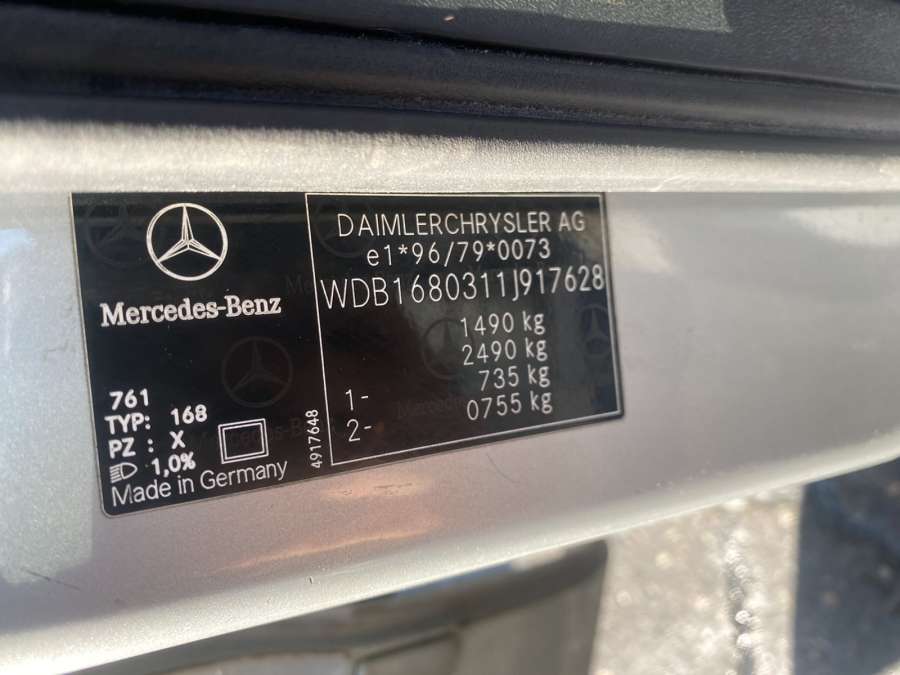 Mercedes-Benz
761
TYP: 168
PZ : X
1,0%
Made in Germany
4917648
DAIMLERCHRYSLER AG
e1*96/79*0073
WDB1680311J917628
1490 kg
2490 kg
1- 735 kg
2- 0755 kg